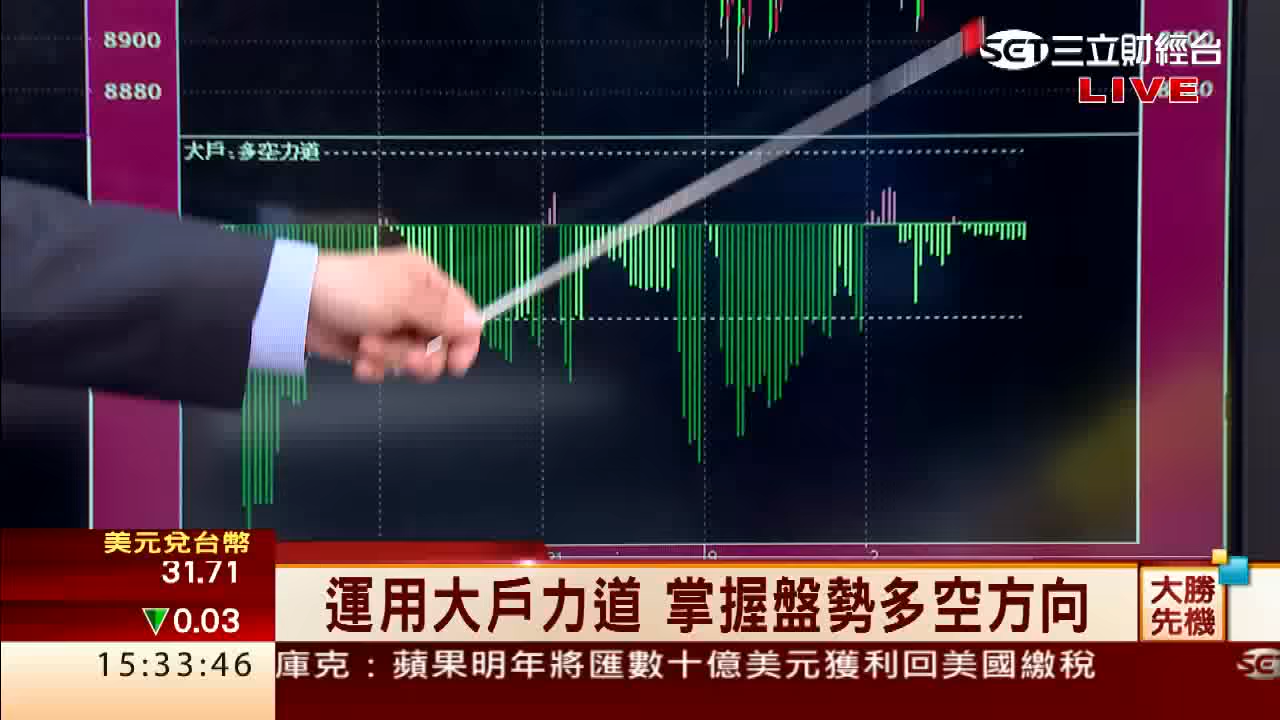 8900
SET三立財經台
8880
LIVE
大戶.多空力道
美元兌台幣
31.71
▼0.03
15:33:46
運用大戶力道 掌握盤勢多空方向
大勝
先機
庫克：蘋果明年將匯數十億美元獲利回美國繳稅